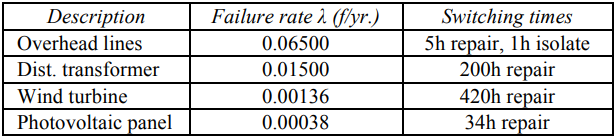 Description Failure rate λ (f/yr.) Switching times
Overhead lines 0.06500 5h repair, 1h isolate
Dist. transformer 0.01500 200h repair
Wind turbine 0.00136 420h repair
Photovoltaic panel 0.00038 34h repair